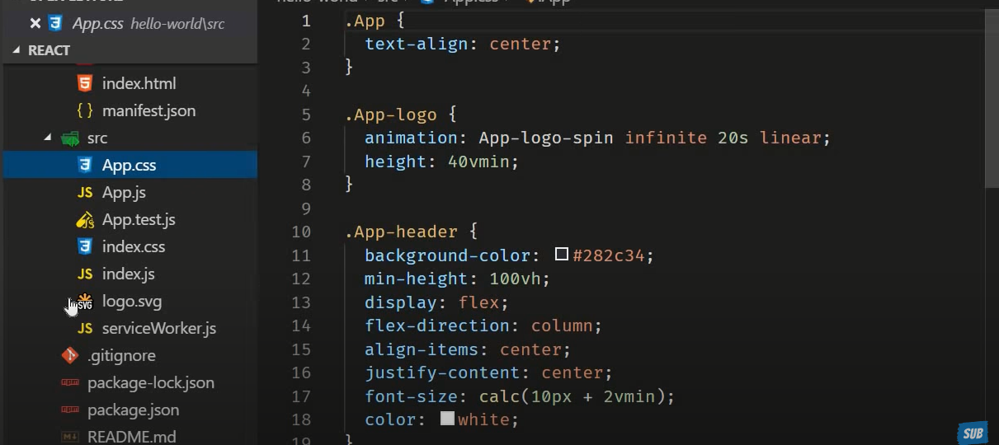 App.css hello-world\src
REACT
index.html
manifest.json
src
App.css
App.js
App.test.js
index.css
index.js
logo.svg
serviceWorker.js
.gitignore
package-lock.json
package.json
README.md
1 .App {
2 text-align: center;
3 }
4
5 .App-logo {
6 animation: App-logo-spin infinite 20s linear;
7 height: 40vmin;
8 }
9
10 .App-header {
11 background-color: #282c34;
12 min-height: 100vh;
13 display: flex;
14 flex-direction: column;
15 align-items: center;
16 justify-content: center;
17 font-size: calc(10px + 2vmin);
18 color: white;
19 }
SUB